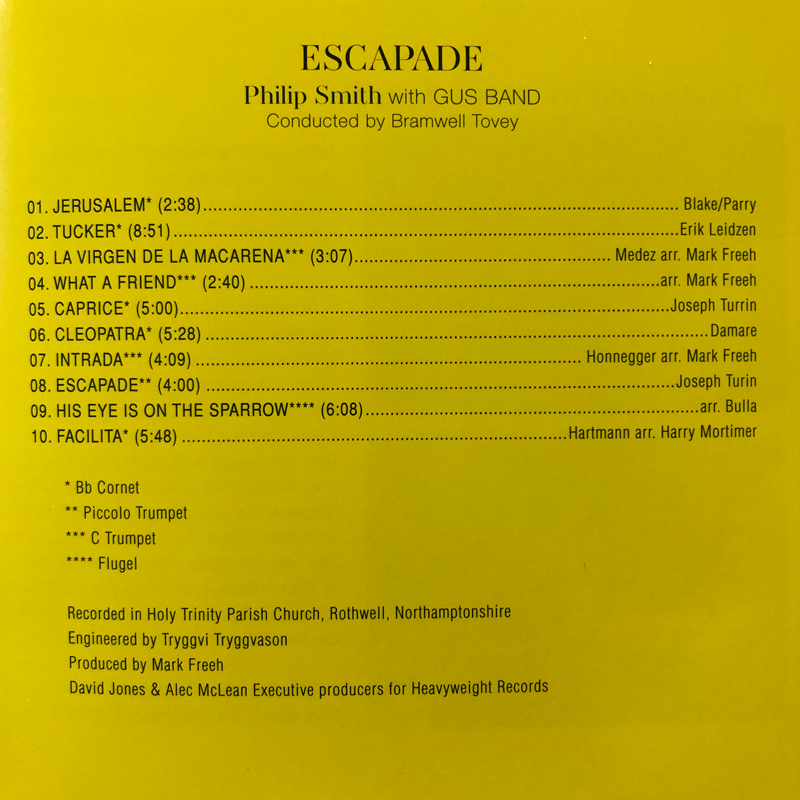 ESCAPADE
Philip Smith with GUS BAND
Conducted by Bramwell Tovey
01. JERUSALEM* (2:38)........................................................................................................ Blake/Parry
02. TUCKER* (8:51)..............................................................................................................Erik Leidzen
03. LA VIRGEN DE LA MACARENA*** (3:07)........................................................ Medez arr. Mark Freeh
04. WHAT A FRIEND*** (2:40) .........................................................................................arr. Mark Freeh
05. CAPRICE* (5:00)...........................................................................................................Joseph Turrin
06. CLEOPATRA* (5:28) ..............................................................................................................Damare
07. INTRADA*** (4:09) ................................................................................... Honnegger arr. Mark Freeh
08. ESCAPADE** (4:00) .......................................................................................................Joseph Turin
09. HIS EYE IS ON THE SPARROW**** (6:08)..........................................................................arr. Bulla
10. FACILITA* (5:48) ....................................................................................Hartmann arr. Harry Mortimer
* Bb Cornet
** Piccolo Trumpet
*** C Trumpet
**** Flugel
Recorded in Holy Trinity Parish Church, Rothwell, Northamptonshire
Engineered by Tryggvi Tryggvason
Produced by Mark Freeh
David Jones & Alec McLean Executive producers for Heavyweight Records